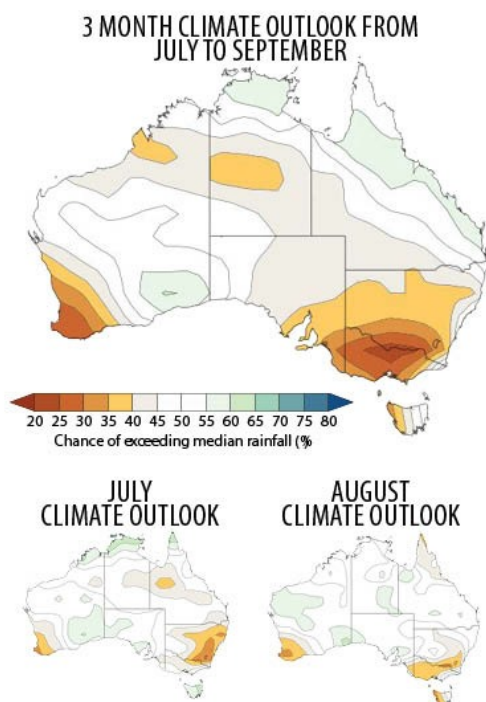 3 MONTH CLIMATE OUTLOOK FROM
JULY TO SEPTEMBER
20 25 30 35 40 45 50 55 60 65 70 75 80
Chance of exceeding median rainfall (%
JULY
CLIMATE OUTLOOK
AUGUST
CLIMATE OUTLOOK